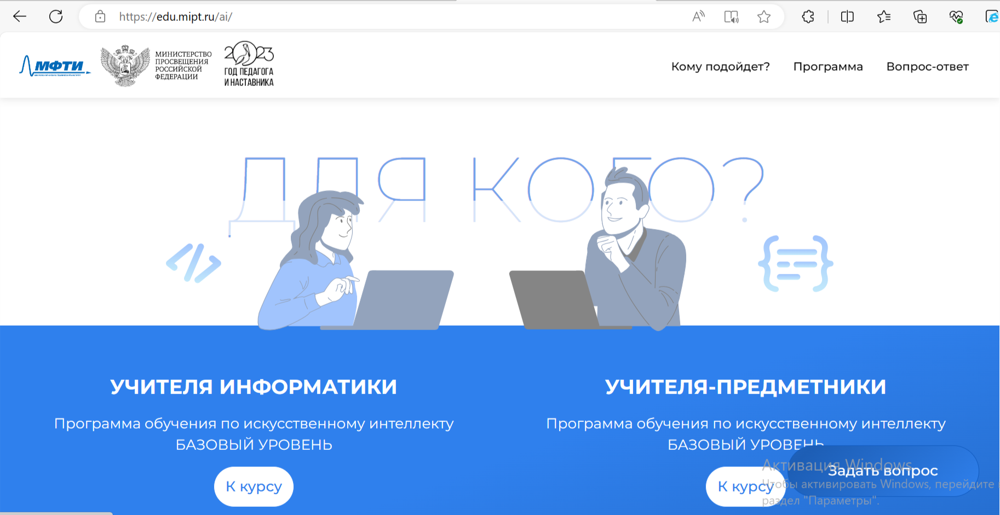 https://edu.mipt.ru/ai/
МФТИ
МИНИСТЕРСТВО
ПРОСВЕЩЕНИЯ
РОССИЙСКОЙ
ФЕДЕРАЦИИ
2023
ГОД ПЕДАГОГА
И НАСТАВНИКА
Кому подойдет?
Программа
Вопрос-ответ
ДЛЯ КОГО?
УЧИТЕЛЯ ИНФОРМАТИКИ
Программа обучения по искусственному интеллекту
БАЗОВЫЙ УРОВЕНЬ
К курсу
УЧИТЕЛЯ-ПРЕДМЕТНИКИ
Программа обучения по искусственному интеллекту
БАЗОВЫЙ УРОВЕНЬ
К курсу
Задать вопрос
Активация Windows
Чтобы активировать Windows, перейдите
раздел "Параметры".